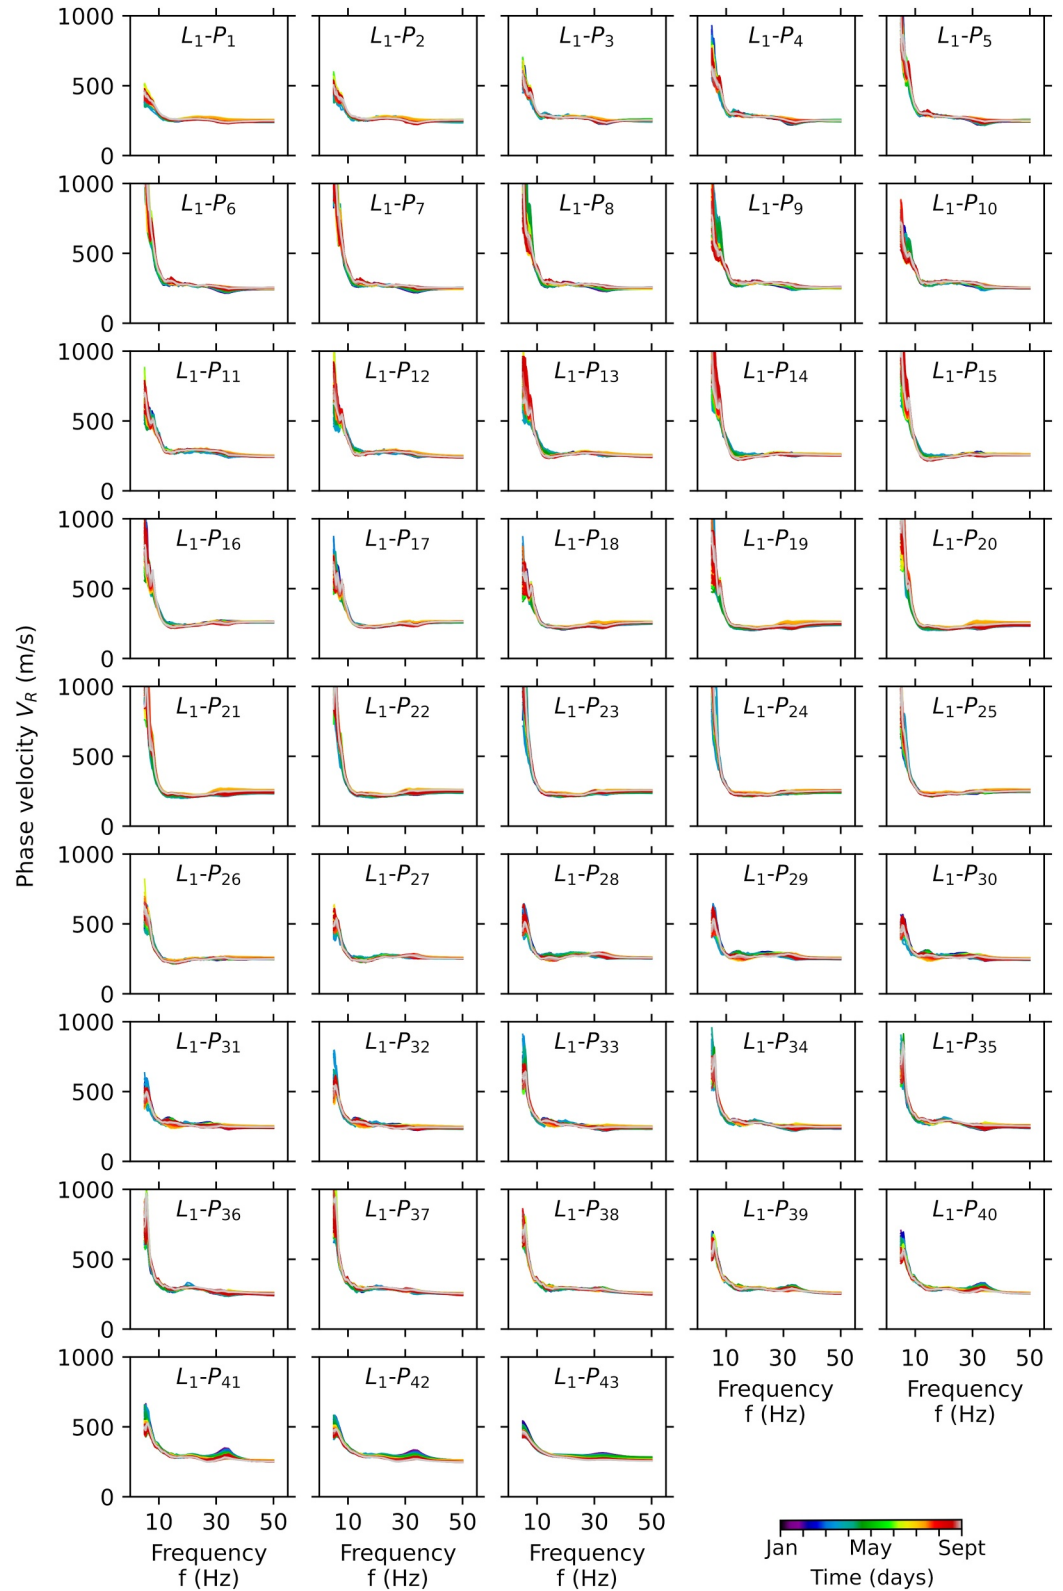 1000
500
0
L₁-P₁
L₁-P₂
L₁-P₃
L₁-P₄
L₁-P₅
1000
500
0
L₁-P₆
L₁-P₇
L₁-P₈
L₁-P₉
L₁-P₁₀
1000
500
0
L₁-P₁₁
L₁-P₁₂
L₁-P₁₃
L₁-P₁₄
L₁-P₁₅
1000
500
0
L₁-P₁₆
L₁-P₁₇
L₁-P₁₈
L₁-P₁₉
L₁-P₂₀
Phase velocity V_R (m/s)
1000
500
0
L₁-P₂₁
L₁-P₂₂
L₁-P₂₃
L₁-P₂₄
L₁-P₂₅
1000
500
0
L₁-P₂₆
L₁-P₂₇
L₁-P₂₈
L₁-P₂₉
L₁-P₃₀
1000
500
0
L₁-P₃₁
L₁-P₃₂
L₁-P₃₃
L₁-P₃₄
L₁-P₃₅
1000
500
0
L₁-P₃₆
L₁-P₃₇
L₁-P₃₈
L₁-P₃₉
L₁-P₄₀
10 30 50
Frequency
f (Hz)
10 30 50
Frequency
f (Hz)
1000
500
0
L₁-P₄₁
L₁-P₄₂
L₁-P₄₃
10 30 50
Frequency
f (Hz)
10 30 50
Frequency
f (Hz)
10 30 50
Frequency
f (Hz)
Jan May Sept
Time (days)